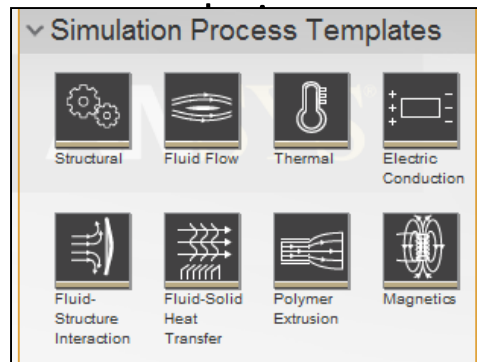 Simulation Process Templates
ANSYS®
Structural
Fluid Flow
Thermal
Electric
Conduction
Fluid-
Structure
Interaction
Fluid-Solid
Heat
Transfer
Polymer
Extrusion
Magnetics